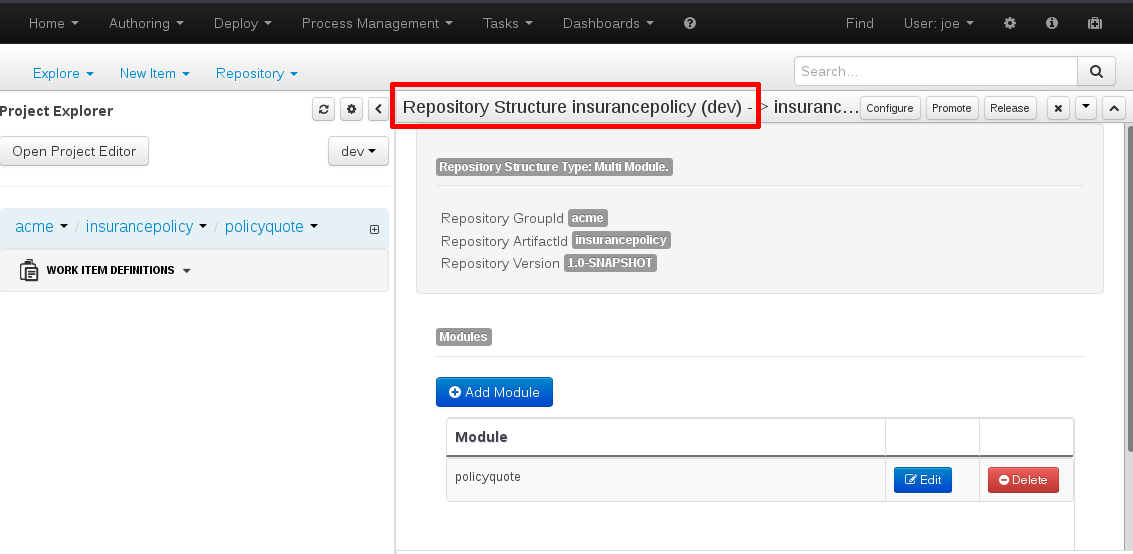 Home Authoring Deploy Process Management Tasks Dashboards Find User: joe
Explore New Item Repository Search...
Project Explorer
Open Project Editor dev
acme / insurancepolicy / policyquote
WORK ITEM DEFINITIONS
Repository Structure insurancepolicy (dev) - > insuranc... Configure Promote Release
Repository Structure Type: Multi Module.
Repository GroupId acme
Repository ArtifactId insurancepolicy
Repository Version 1.0-SNAPSHOT
Modules
Add Module
Module
policyquote Edit Delete